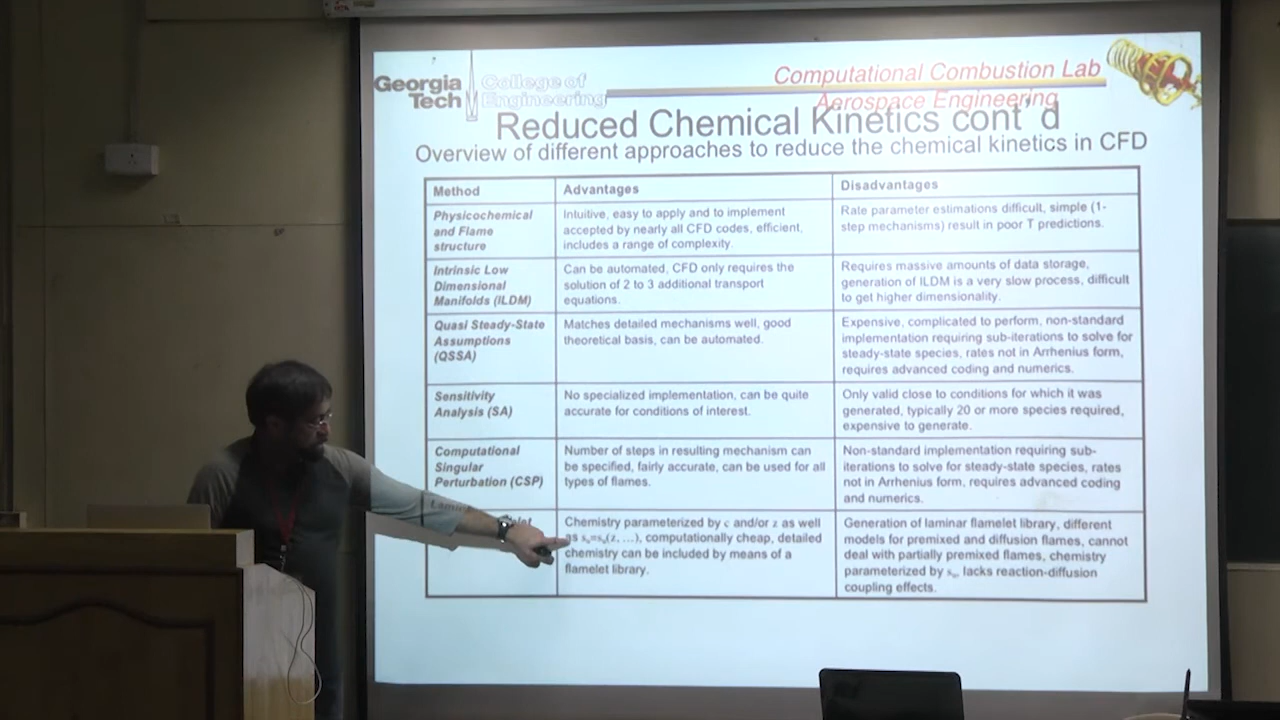 Georgia
Tech
College of
Engineering
Computational Combustion Lab
Aerospace Engineering
Reduced Chemical Kinetics cont'd
Overview of different approaches to reduce the chemical kinetics in CFD
Method
Advantages
Disadvantages
Physicochemical
and Flame
structure
Intuitive, easy to apply and to implement
accepted by nearly all CFD codes, efficient,
includes a range of complexity.
Rate parameter estimations difficult, simple (1-
step mechanisms) result in poor T predictions.
Intrinsic Low
Dimensional
Manifolds (ILDM)
Can be automated, CFD only requires the
solution of 2 to 3 additional transport
equations.
Requires massive amounts of data storage,
generation of ILDM is a very slow process, difficult
to get higher dimensionality.
Quasi Steady-State
Assumptions
(QSSA)
Matches detailed mechanisms well, good
theoretical basis, can be automated.
Expensive, complicated to perform, non-standard
implementation requiring sub-iterations to solve for
steady-state species, rates not in Arrhenius form,
requires advanced coding and numerics.
Sensitivity
Analysis (SA)
No specialized implementation, can be quite
accurate for conditions of interest.
Only valid close to conditions for which it was
generated, typically 20 or more species required,
expensive to generate.
Computational
Singular
Perturbation (CSP)
Number of steps in resulting mechanism can
be specified, fairly accurate, can be used for all
types of flames.
Non-standard implementation requiring sub-
iterations to solve for steady-state species, rates
not in Arrhenius form, requires advanced coding
and numerics.
Chemistry parameterized by c and/or z as well
as (z, ...), computationally cheap, detailed
chemistry can be included by means of a
flamelet library.
Generation of laminar flamelet library, different
models for premixed and diffusion flames, cannot
deal with partially premixed flames, chemistry
parameterized by lacks reaction-diffusion
coupling effects.